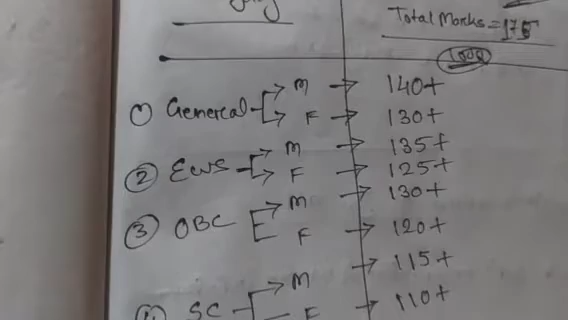 Total Marks = 175
① General M → 140+
F → 130+
② EWS M → 135+
F → 125+
③ OBC M → 130+
F → 120+
SC M → 115+
F → 110+